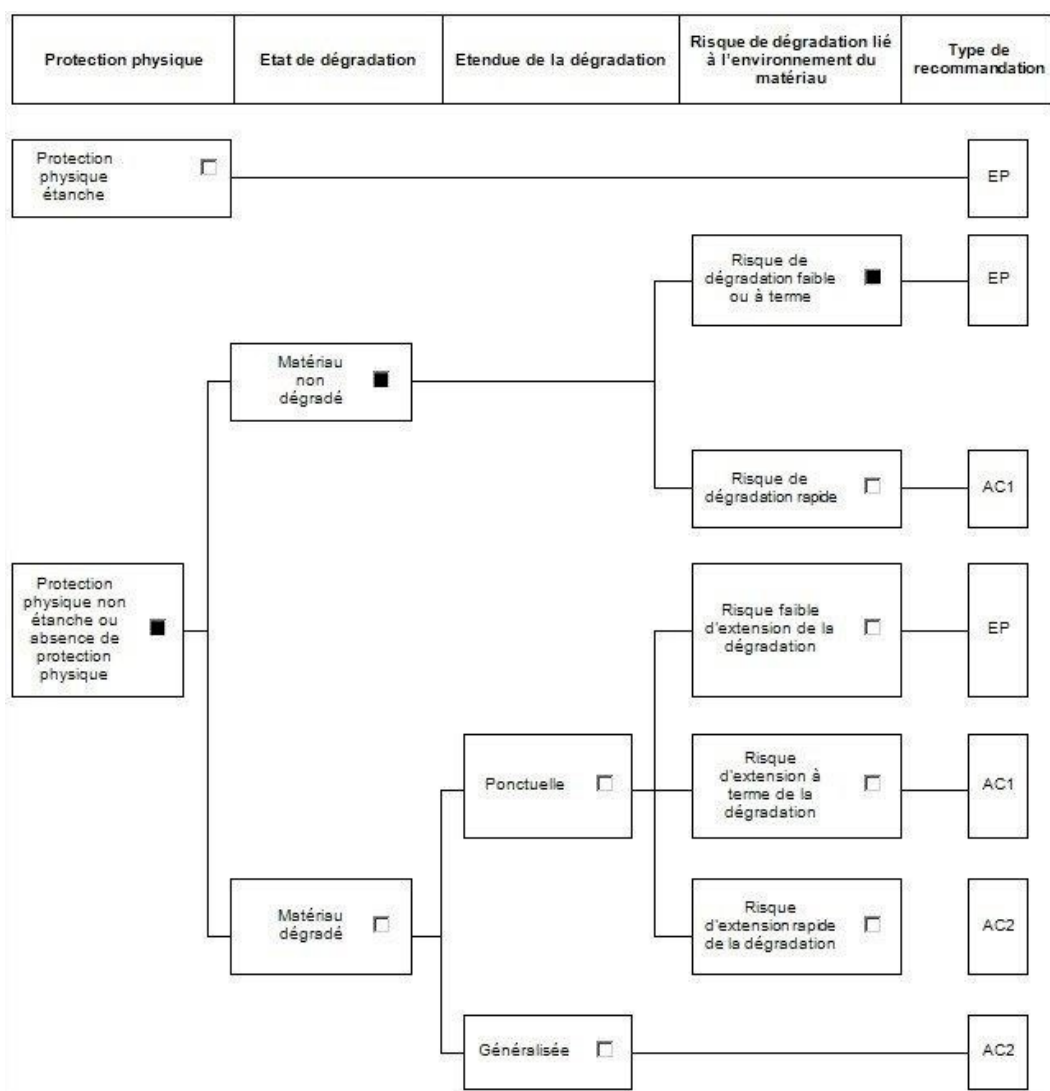 Protection physique
Etat de dégradation
Etendue de la dégradation
Risque de dégradation lié
à l'environnement du
matériau
Type de
recommandation
Protection
physique
étanche
EP
Risque de
dégradation faible
ou à terme
EP
Matériau
non
dégradé
Risque de
dégradation rapide
AC1
Protection
physique non
étanche ou
absence de
protection
physique
Risque faible
d'extension de la
dégradation
EP
Ponctuelle
Risque
d'extension à
terme de la
dégradation
AC1
Matériau
dégradé
Risque
d'extension rapide
de la dégradation
AC2
Généralisée
AC2